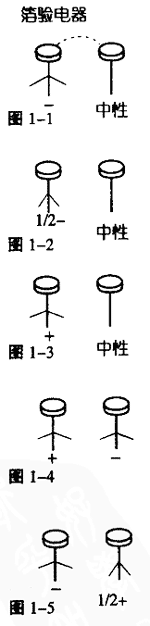 箔验电器
−
中性
图 1-1
1/2−
中性
图 1-2
+
中性
图 1-3
+ −
图 1-4
−
1/2+
图 1-5